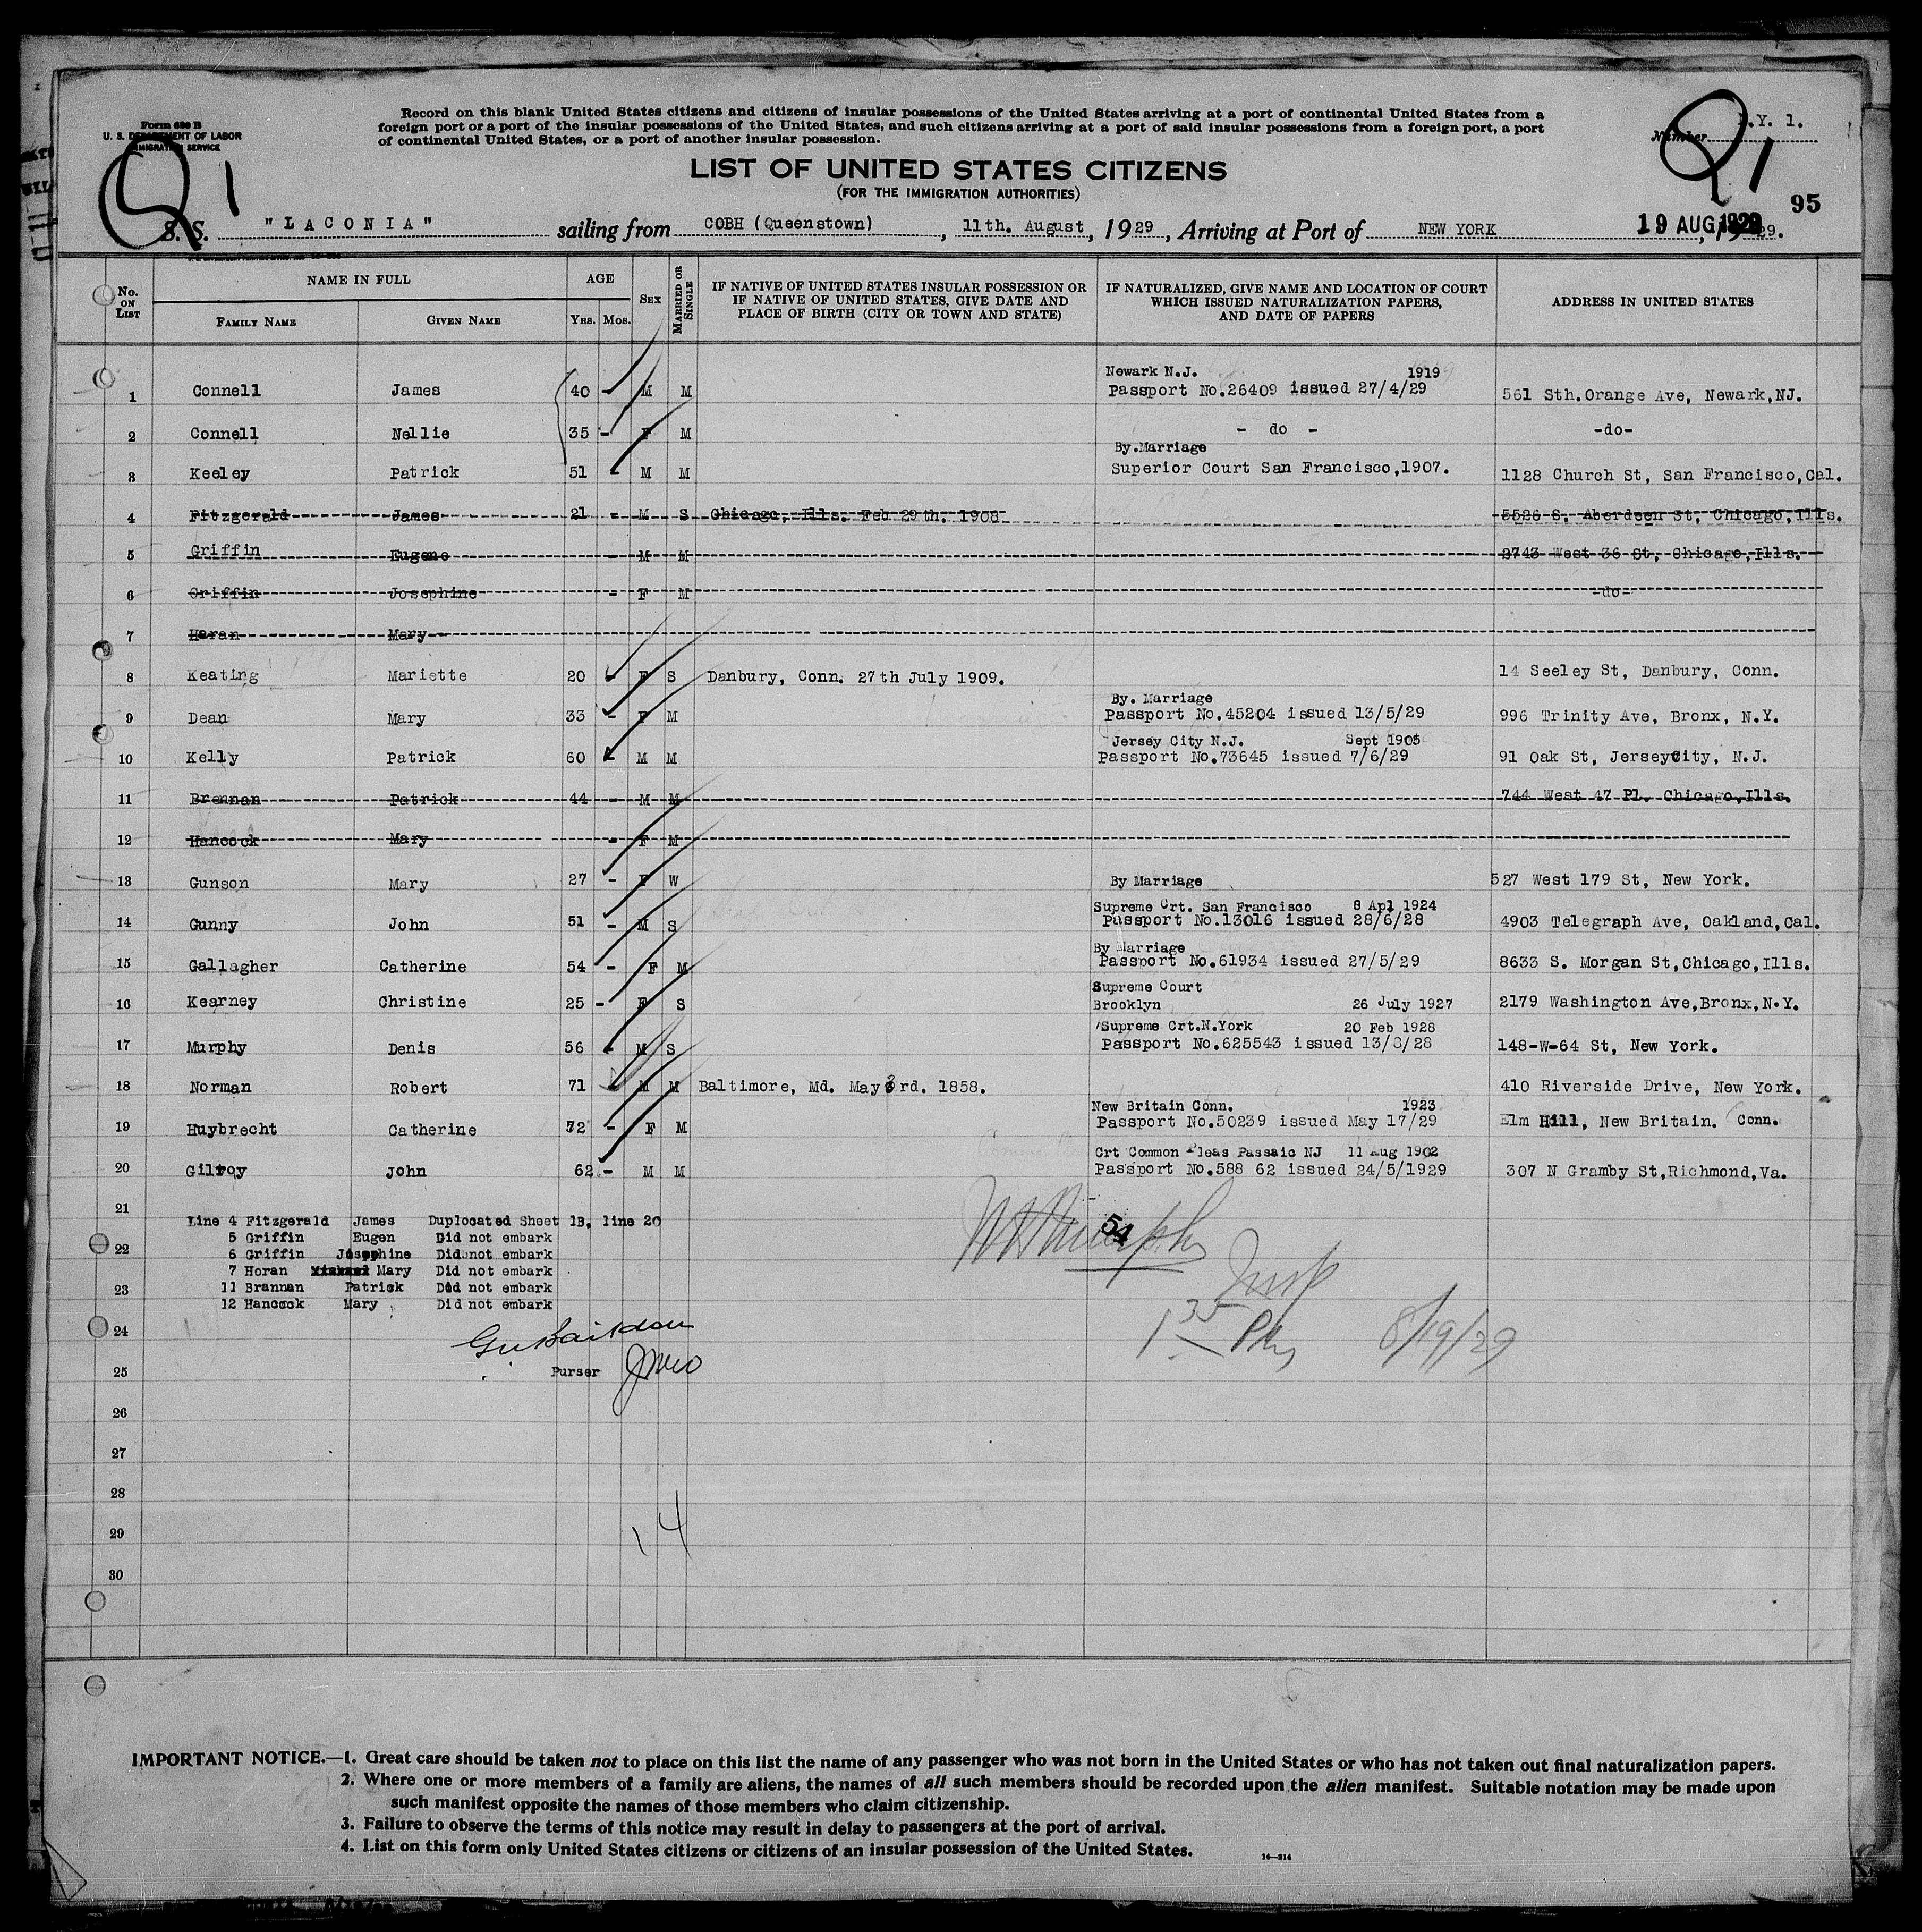 Form 630 B
U. S. DEPARTMENT OF LABOR
IMMIGRATION SERVICE
Record on this blank United States citizens and citizens of insular possessions of the United States arriving at a port of continental United States from a
foreign port or a port of the insular possessions of the United States, and such citizens arriving at a port of said insular possessions from a foreign port, a port
of continental United States, or a port of another insular possession.
Number Y. 1.
LIST OF UNITED STATES CITIZENS
(FOR THE IMMIGRATION AUTHORITIES)
95
S. S. "LACONIA" sailing from COBH (Queenstown), 11th. August, 1929, Arriving at Port of NEW YORK 19 AUG 1929, 1929.
No. ON LIST
NAME IN FULL
FAMILY NAME
GIVEN NAME
AGE
YRS.
MOS.
SEX
MARRIED OR SINGLE
IF NATIVE OF UNITED STATES INSULAR POSSESSION OR
IF NATIVE OF UNITED STATES, GIVE DATE AND
PLACE OF BIRTH (CITY OR TOWN AND STATE)
IF NATURALIZED, GIVE NAME AND LOCATION OF COURT
WHICH ISSUED NATURALIZATION PAPERS,
AND DATE OF PAPERS
ADDRESS IN UNITED STATES
Newark N.J. 1919
1 Connell James 40 - M M Passport No.26409 issued 27/4/29 561 Sth.Orange Ave, Newark,NJ.
2 Connell Nellie 35 - F M - do - -do-
By.Marriage
3 Keeley Patrick 51 - M M Superior Court San Francisco,1907. 1128 Church St, San Francisco,Cal.
4 Fitzgerald James 21 - M S Chicago, Ills. Feb 29th. 1908 5526 S. Aberdeen St, Chicago,Ills.
5 Griffin Eugene - M M 2743 West 36 St, Chicago,Ills.
6 Griffin Josephine - F M -do-
7 Haran Mary
8 Keating Mariette 20 - F S Danbury, Conn. 27th July 1909. 14 Seeley St, Danbury, Conn.
By. Marriage
9 Dean Mary 33 - F M Passport No.45204 issued 13/5/29 996 Trinity Ave, Bronx, N.Y.
Jersey City N.J. Sept 1905
10 Kelly Patrick 60 - M M Passport No.73645 issued 7/6/29 91 Oak St, Jerseycity, N.J.
11 Brennan Patrick 44 - M M 744 West 47 Pl. Chicago,Ills.
12 Hancock Mary - F M
13 Gunson Mary 27 - F W By Marriage 527 West 179 St, New York.
Supreme Crt. San Francisco 8 Apl 1924
14 Gunny John 51 - M S Passport No.13016 issued 28/6/28 4903 Telegraph Ave, Oakland,Cal.
By Marriage
15 Gallagher Catherine 54 - F M Passport No.61934 issued 27/5/29 8633 S. Morgan St,Chicago,Ills.
Supreme Court
16 Kearney Christine 25 - F S Brooklyn 26 July 1927 2179 Washington Ave,Bronx,N.Y.
Supreme Crt.N.York 20 Feb 1928
17 Murphy Denis 56 - M S Passport No.625543 issued 13/8/28 148-W-64 St, New York.
18 Norman Robert 71 - M M Baltimore, Md. May 3rd. 1858. 410 Riverside Drive, New York.
New Britain Conn. 1923
19 Huybrecht Catherine 72 - F M Passport No.50239 issued May 17/29 Elm Hill, New Britain. Conn.
Crt Common Pleas Passaic NJ 11 Aug 1902
20 Gilroy John 62 - M M Passport No.588 62 issued 24/5/1929 307 N Gramby St,Richmond,Va.
21
Line 4 Fitzgerald James Duplocated Sheet 1B, line 20
5 Griffin Eugen Did not embark
22
6 Griffin Josephine Did not embark
7 Horan Mary Did not embark
23
11 Brannan Patrick Did not embark
12 Hancock Mary Did not embark
54
Insp
1 35 Pm 8/19/29
24
25 Purser
26
27
28
29 14
30
IMPORTANT NOTICE.—1. Great care should be taken not to place on this list the name of any passenger who was not born in the United States or who has not taken out final naturalization papers.
2. Where one or more members of a family are aliens, the names of all such members should be recorded upon the alien manifest. Suitable notation may be made upon
such manifest opposite the names of those members who claim citizenship.
3. Failure to observe the terms of this notice may result in delay to passengers at the port of arrival.
4. List on this form only United States citizens or citizens of an insular possession of the United States.
14—314